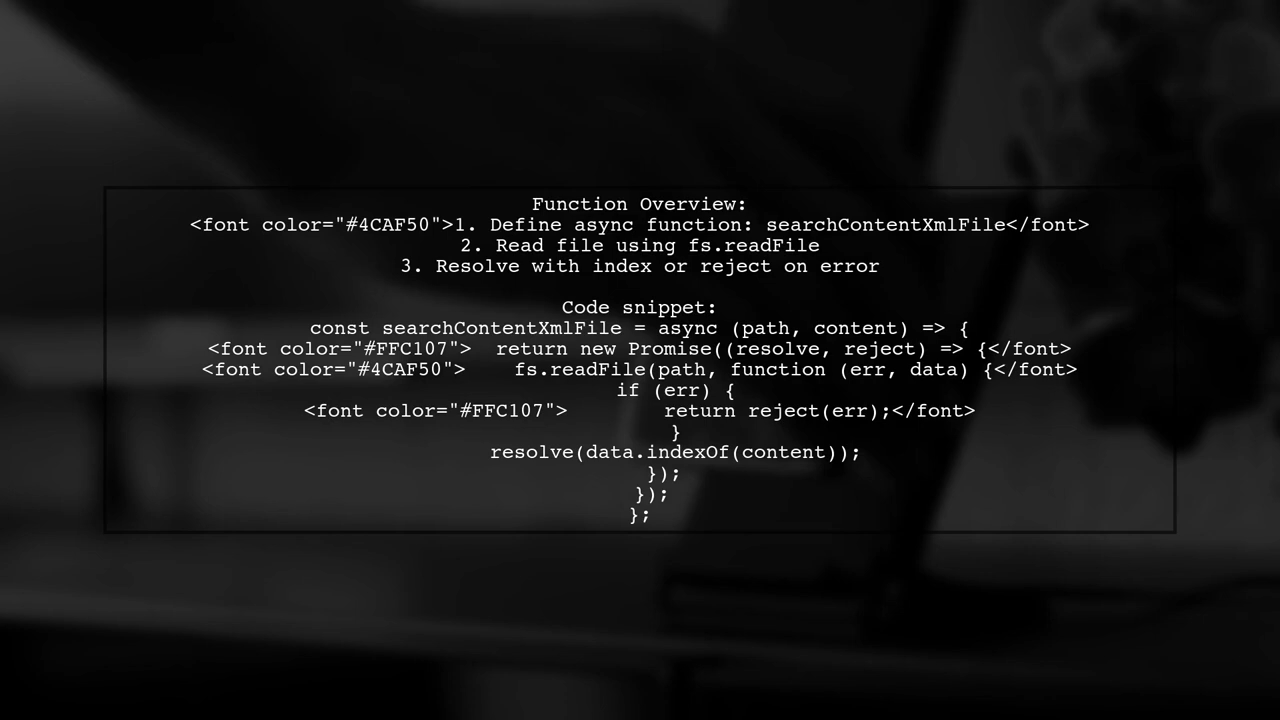 Function Overview:
<font color="#4CAF50">1. Define async function: searchContentXmlFile</font>
2. Read file using fs.readFile
3. Resolve with index or reject on error

Code snippet:
const searchContentXmlFile = async (path, content) => {
<font color="#FFC107">  return new Promise((resolve, reject) => {</font>
<font color="#4CAF50">    fs.readFile(path, function (err, data) {</font>
      if (err) {
<font color="#FFC107">        return reject(err);</font>
      }
      resolve(data.indexOf(content));
    });
  });
};